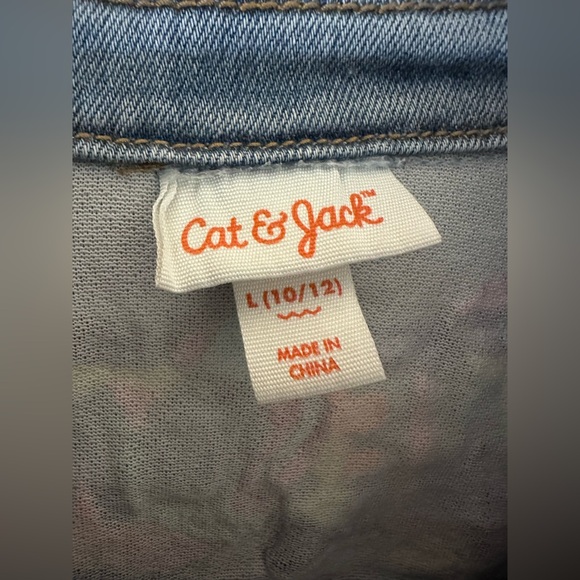 Cat & Jack™
L (10/12)
MADE IN
CHINA